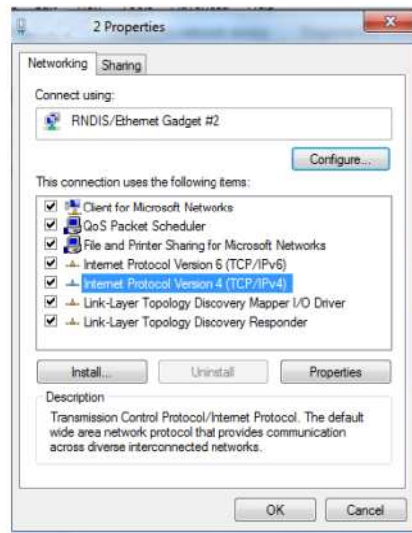 2 Properties
Networking
Sharing
Connect using:
RNDIS/Ethernet Gadget #2
Configure...
This connection uses the following items:
Client for Microsoft Networks
QoS Packet Scheduler
File and Printer Sharing for Microsoft Networks
Internet Protocol Version 6 (TCP/IPv6)
Internet Protocol Version 4 (TCP/IPv4)
Link-Layer Topology Discovery Mapper I/O Driver
Link-Layer Topology Discovery Responder
Install...
Uninstall
Properties
Description
Transmission Control Protocol/Internet Protocol. The default
wide area network protocol that provides communication
across diverse interconnected networks.
OK
Cancel